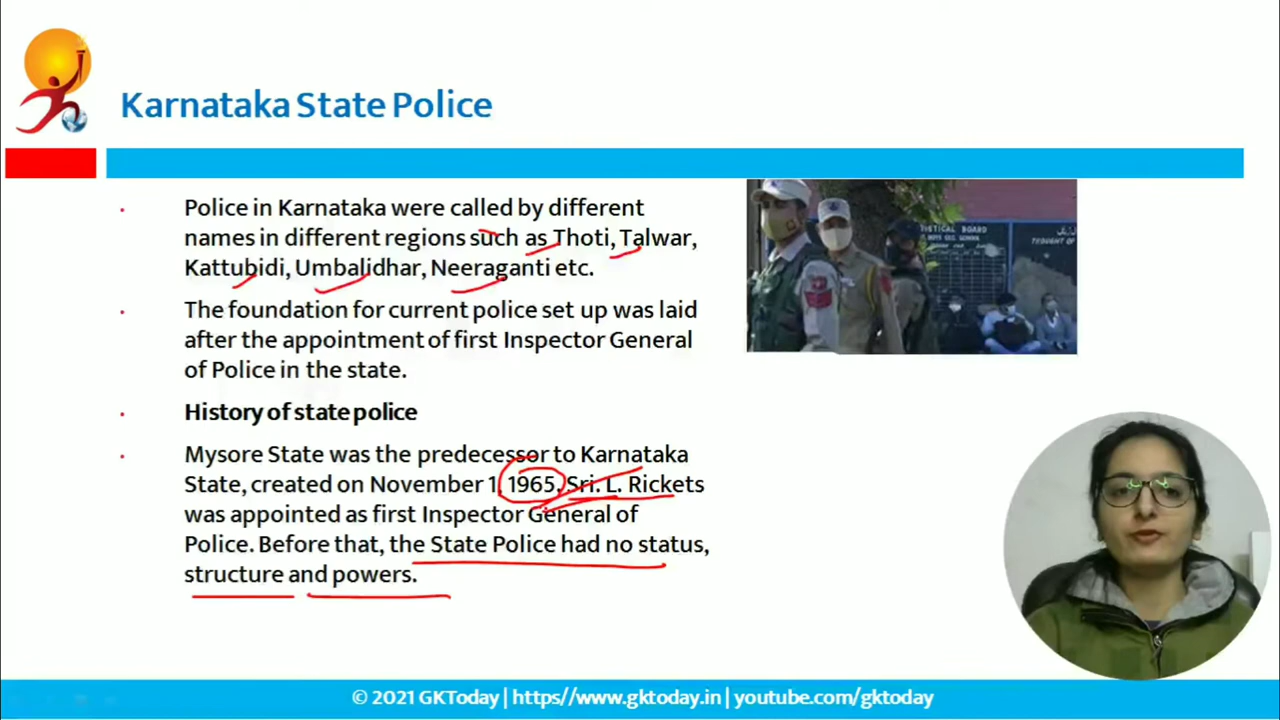 Karnataka State Police
· Police in Karnataka were called by different
names in different regions such as Thoti, Talwar,
Kattubidi, Umbalidhar, Neeraganti etc.
· The foundation for current police set up was laid
after the appointment of first Inspector General
of Police in the state.
· History of state police
· Mysore State was the predecessor to Karnataka
State, created on November 1, 1965. Sri. L. Rickets
was appointed as first Inspector General of
Police. Before that, the State Police had no status,
structure and powers.
TISTICAL BOARD
THOUGHT OF
© 2021 GKToday | https//www.gktoday.in | youtube.com/gktoday